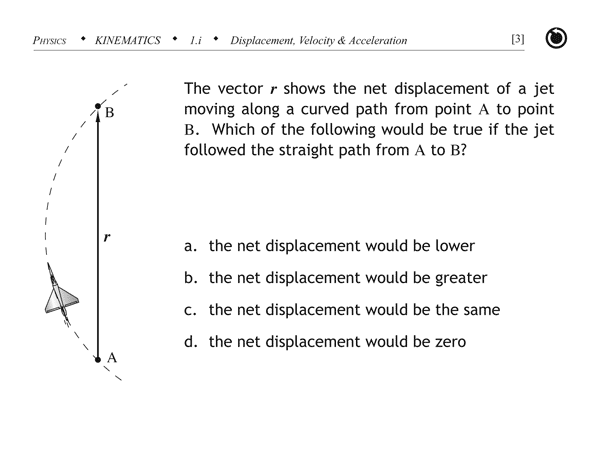 PHYSICS ◆ KINEMATICS ◆ 1.i ◆ Displacement, Velocity & Acceleration [3]
The vector r shows the net displacement of a jet
moving along a curved path from point A to point
B. Which of the following would be true if the jet
followed the straight path from A to B?
B
r
A
a. the net displacement would be lower
b. the net displacement would be greater
c. the net displacement would be the same
d. the net displacement would be zero